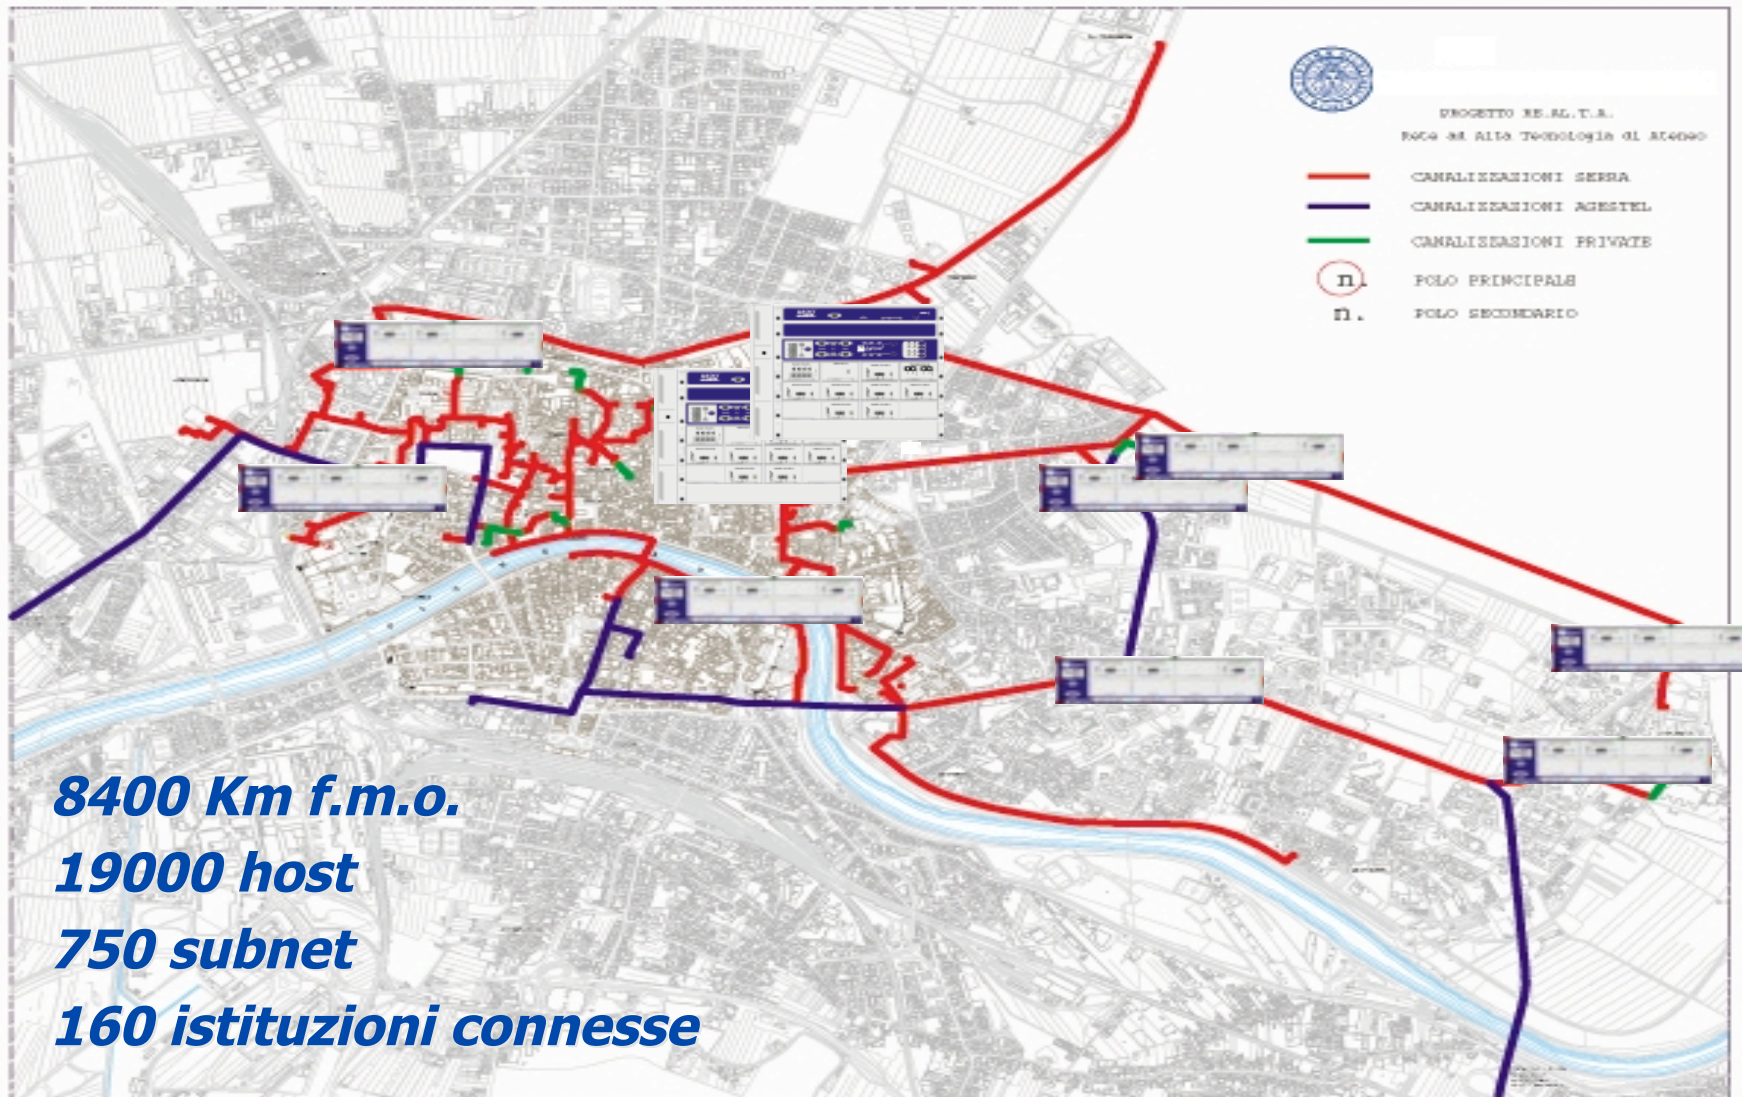 PROGETTO RE.AL.T.A.
Rete ad Alta Tecnologia di Ateneo
CANALIZZAZIONI SERRA
CANALIZZAZIONI AGESTEL
CANALIZZAZIONI PRIVATE
n. POLO PRINCIPALE
n. POLO SECONDARIO
8400 Km f.m.o.
19000 host
750 subnet
160 istituzioni connesse